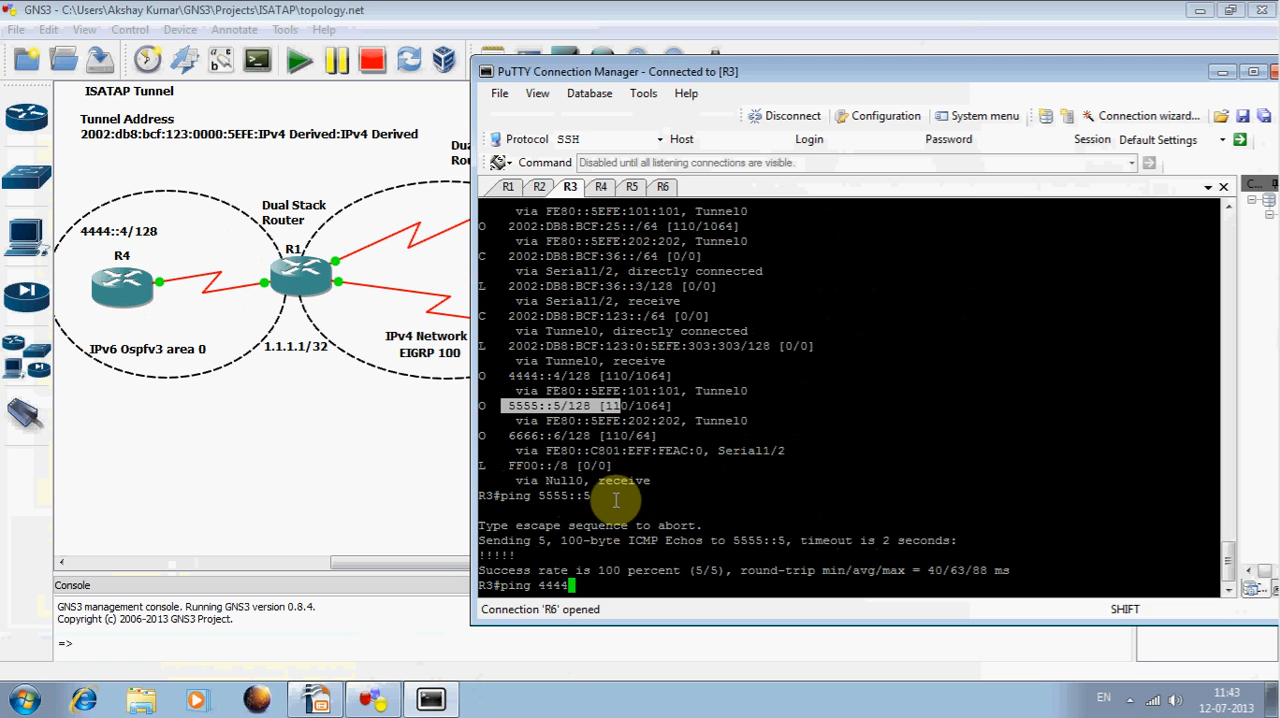 GNS3 - C:\Users\Akshay Kumar\GNS3\Projects\ISATAP\topology.net
File Edit View Control Device Annotate Tools Help
ISATAP Tunnel
Tunnel Address
2002:db8:bcf:123:0000:5EFE:IPv4 Derived:IPv4 Derived
Dual Stack
Router
4444::4/128
R4
R1
IPv6 Ospfv3 area 0
1.1.1.1/32
IPv4 Network
EIGRP 100
Console
GNS3 management console. Running GNS3 version 0.8.4.
Copyright (c) 2006-2013 GNS3 Project.
=>
PuTTY Connection Manager - Connected to [R3]
File View Database Tools Help
Disconnect Configuration System menu Connection wizard...
Protocol SSH Host Login Password Session Default Settings
Command Disabled until all listening connections are visible.
R1 R2 R3 R4 R5 R6
C...
via FE80::5EFE:101:101, Tunnel0
O 2002:DB8:BCF:25::/64 [110/1064]
via FE80::5EFE:202:202, Tunnel0
C 2002:DB8:BCF:36::/64 [0/0]
via Serial1/2, directly connected
L 2002:DB8:BCF:36::3/128 [0/0]
via Serial1/2, receive
C 2002:DB8:BCF:123::/64 [0/0]
via Tunnel0, directly connected
L 2002:DB8:BCF:123:0:5EFE:303:303/128 [0/0]
via Tunnel0, receive
O 4444::4/128 [110/1064]
via FE80::5EFE:101:101, Tunnel0
O 5555::5/128 [110/1064]
via FE80::5EFE:202:202, Tunnel0
O 6666::6/128 [110/64]
via FE80::C801:EFF:FEAC:0, Serial1/2
L FF00::/8 [0/0]
via Null0, receive
R3#ping 5555::5
Type escape sequence to abort.
Sending 5, 100-byte ICMP Echos to 5555::5, timeout is 2 seconds:
!!!!!
Success rate is 100 percent (5/5), round-trip min/avg/max = 40/63/88 ms
R3#ping 4444
Connection 'R6' opened
SHIFT
EN
11:43
12-07-2013